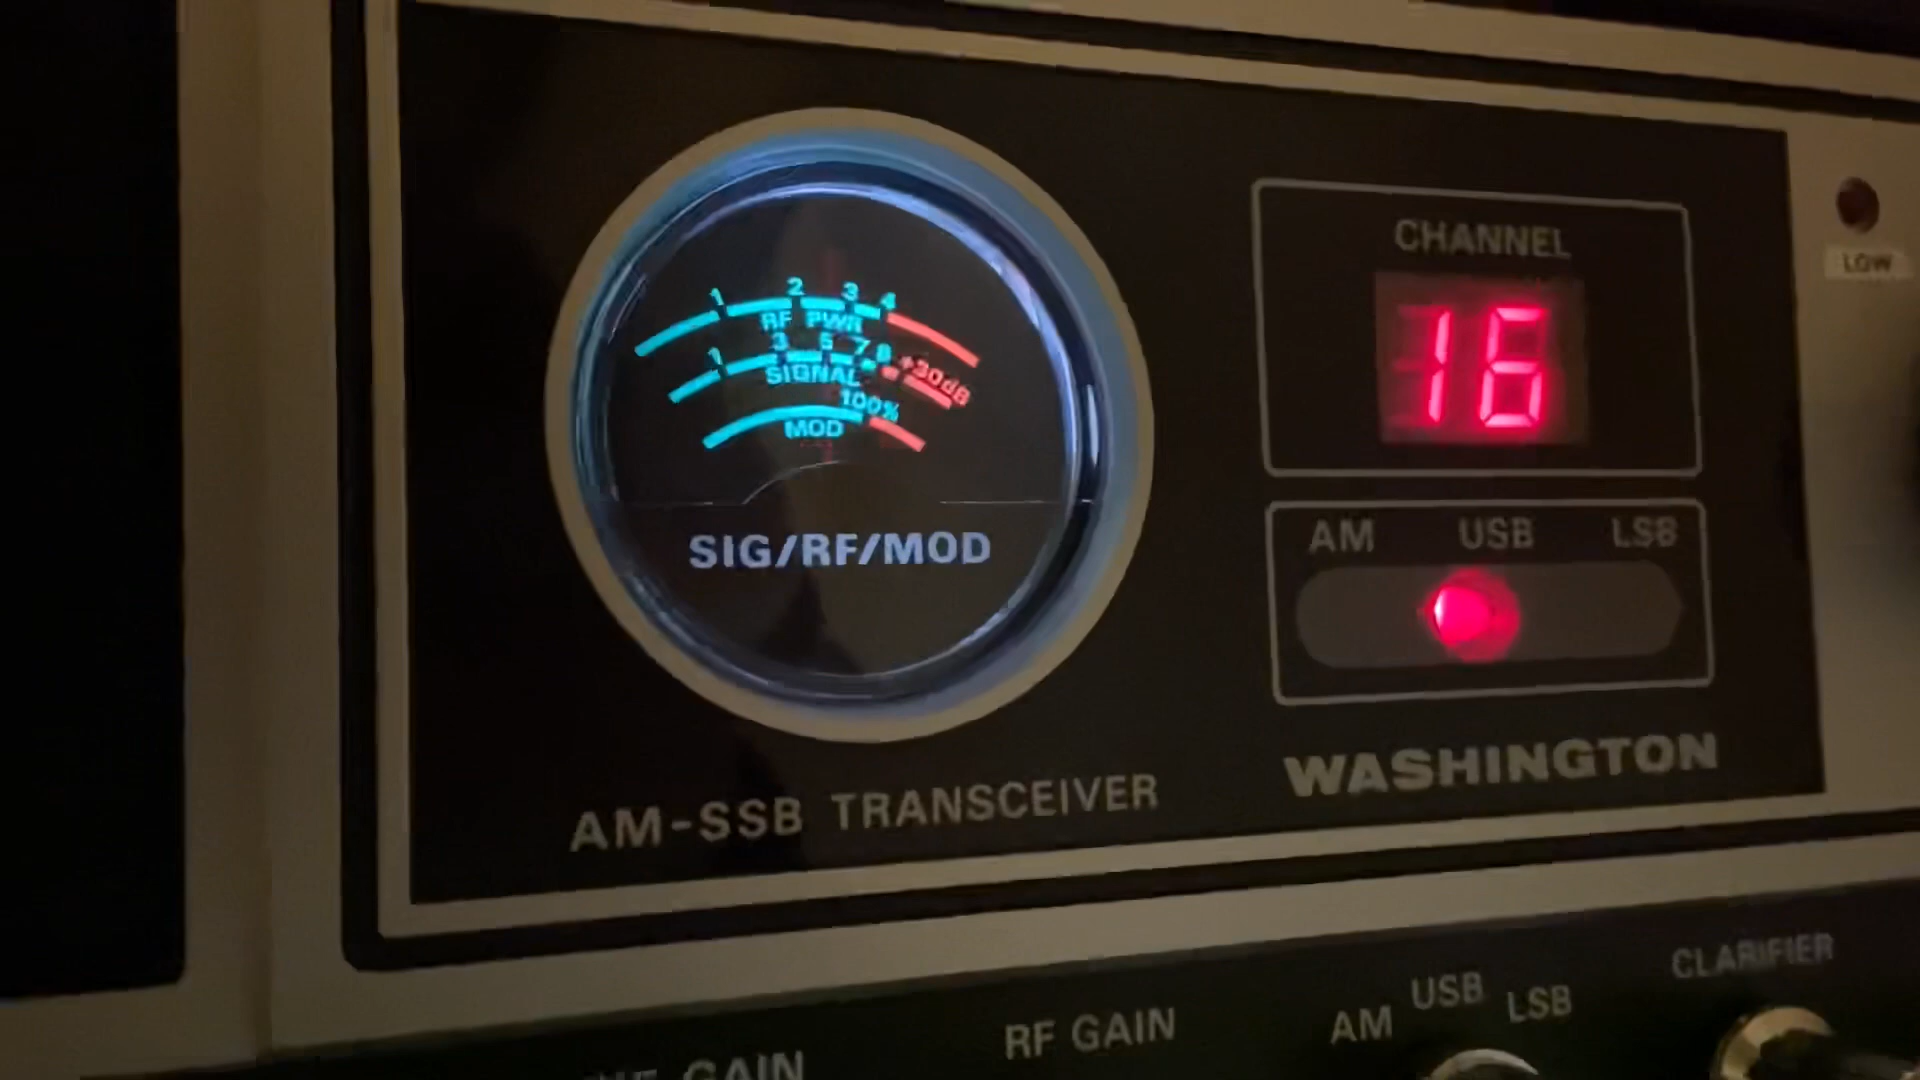 1 2 3 4
RF PWR
1 3 5 7 8 +30dB
SIGNAL
100%
MOD
SIG/RF/MOD
CHANNEL
16
LOW
AM USB LSB
WASHINGTON
AM-SSB TRANSCEIVER
GAIN
RF GAIN
AM USB LSB
CLARIFIER